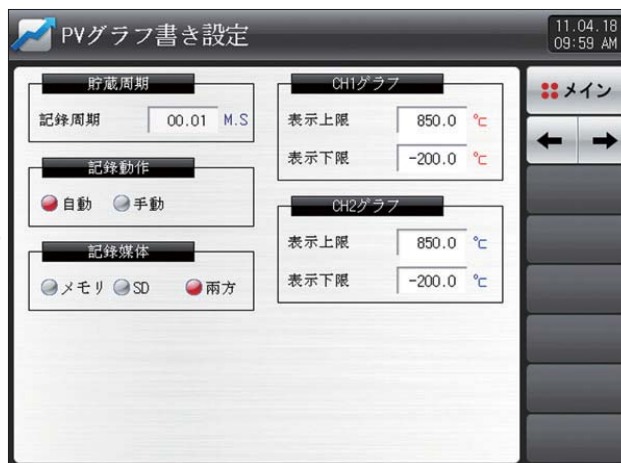 PVグラフ書き設定
11.04.18
09:59 AM
貯蔵周期
記録周期 00.01 M.S
記録動作
自動 手動
記録媒体
メモリ SD 両方
CH1グラフ
表示上限 850.0 ℃
表示下限 -200.0 ℃
CH2グラフ
表示上限 850.0 ℃
表示下限 -200.0 ℃
メイン